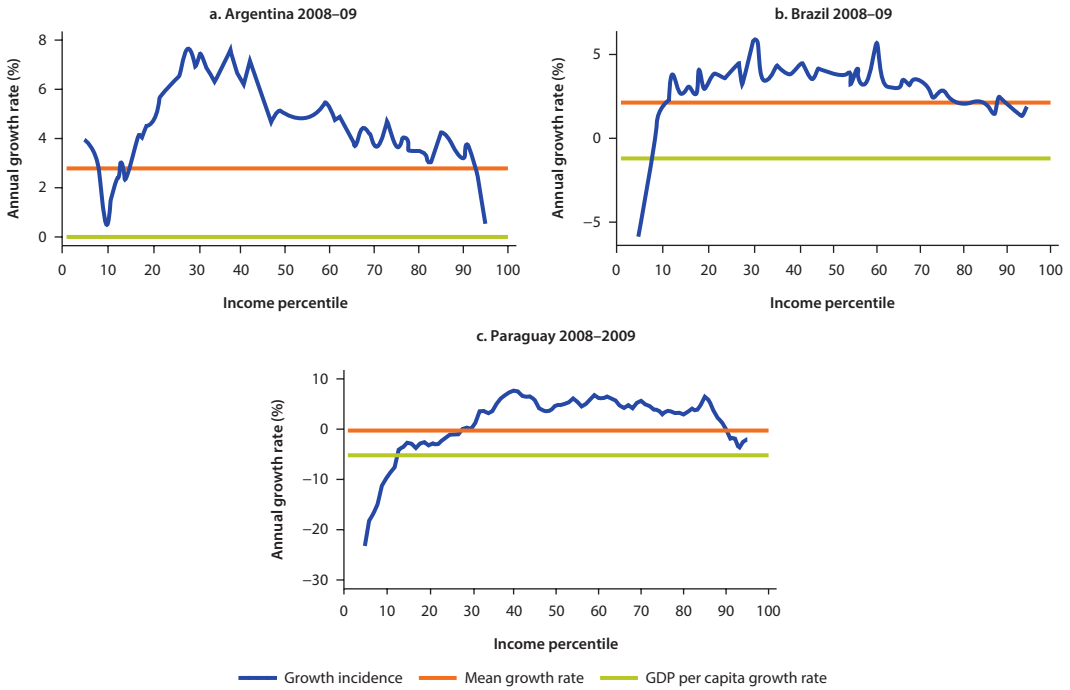 a. Argentina 2008–09
Annual growth rate (%)
8
6
4
2
0
0 10 20 30 40 50 60 70 80 90 100
Income percentile
b. Brazil 2008–09
Annual growth rate (%)
5
0
−5
0 10 20 30 40 50 60 70 80 90 100
Income percentile
c. Paraguay 2008–2009
Annual growth rate (%)
10
0
−10
−20
−30
0 10 20 30 40 50 60 70 80 90 100
Income percentile
Growth incidence Mean growth rate GDP per capita growth rate